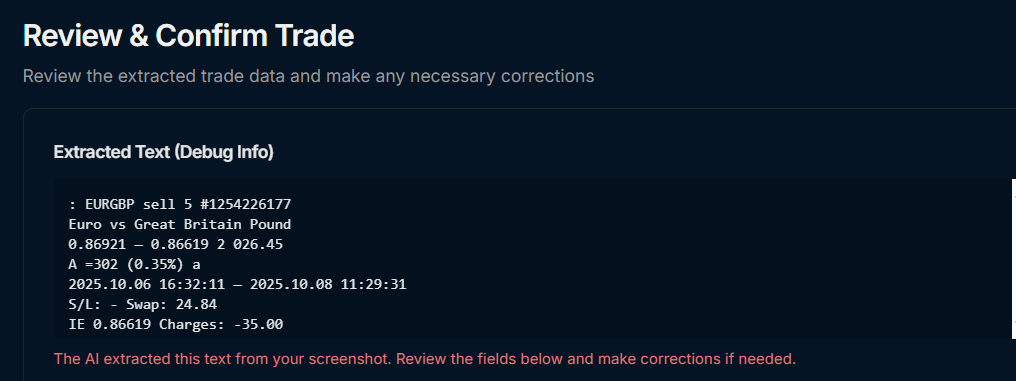 Review & Confirm Trade
Review the extracted trade data and make any necessary corrections
Extracted Text (Debug Info)
: EURGBP sell 5 #1254226177
Euro vs Great Britain Pound
0.86921 — 0.86619 2 026.45
A =302 (0.35%) a
2025.10.06 16:32:11 — 2025.10.08 11:29:31
S/L: - Swap: 24.84
IE 0.86619 Charges: -35.00
The AI extracted this text from your screenshot. Review the fields below and make corrections if needed.